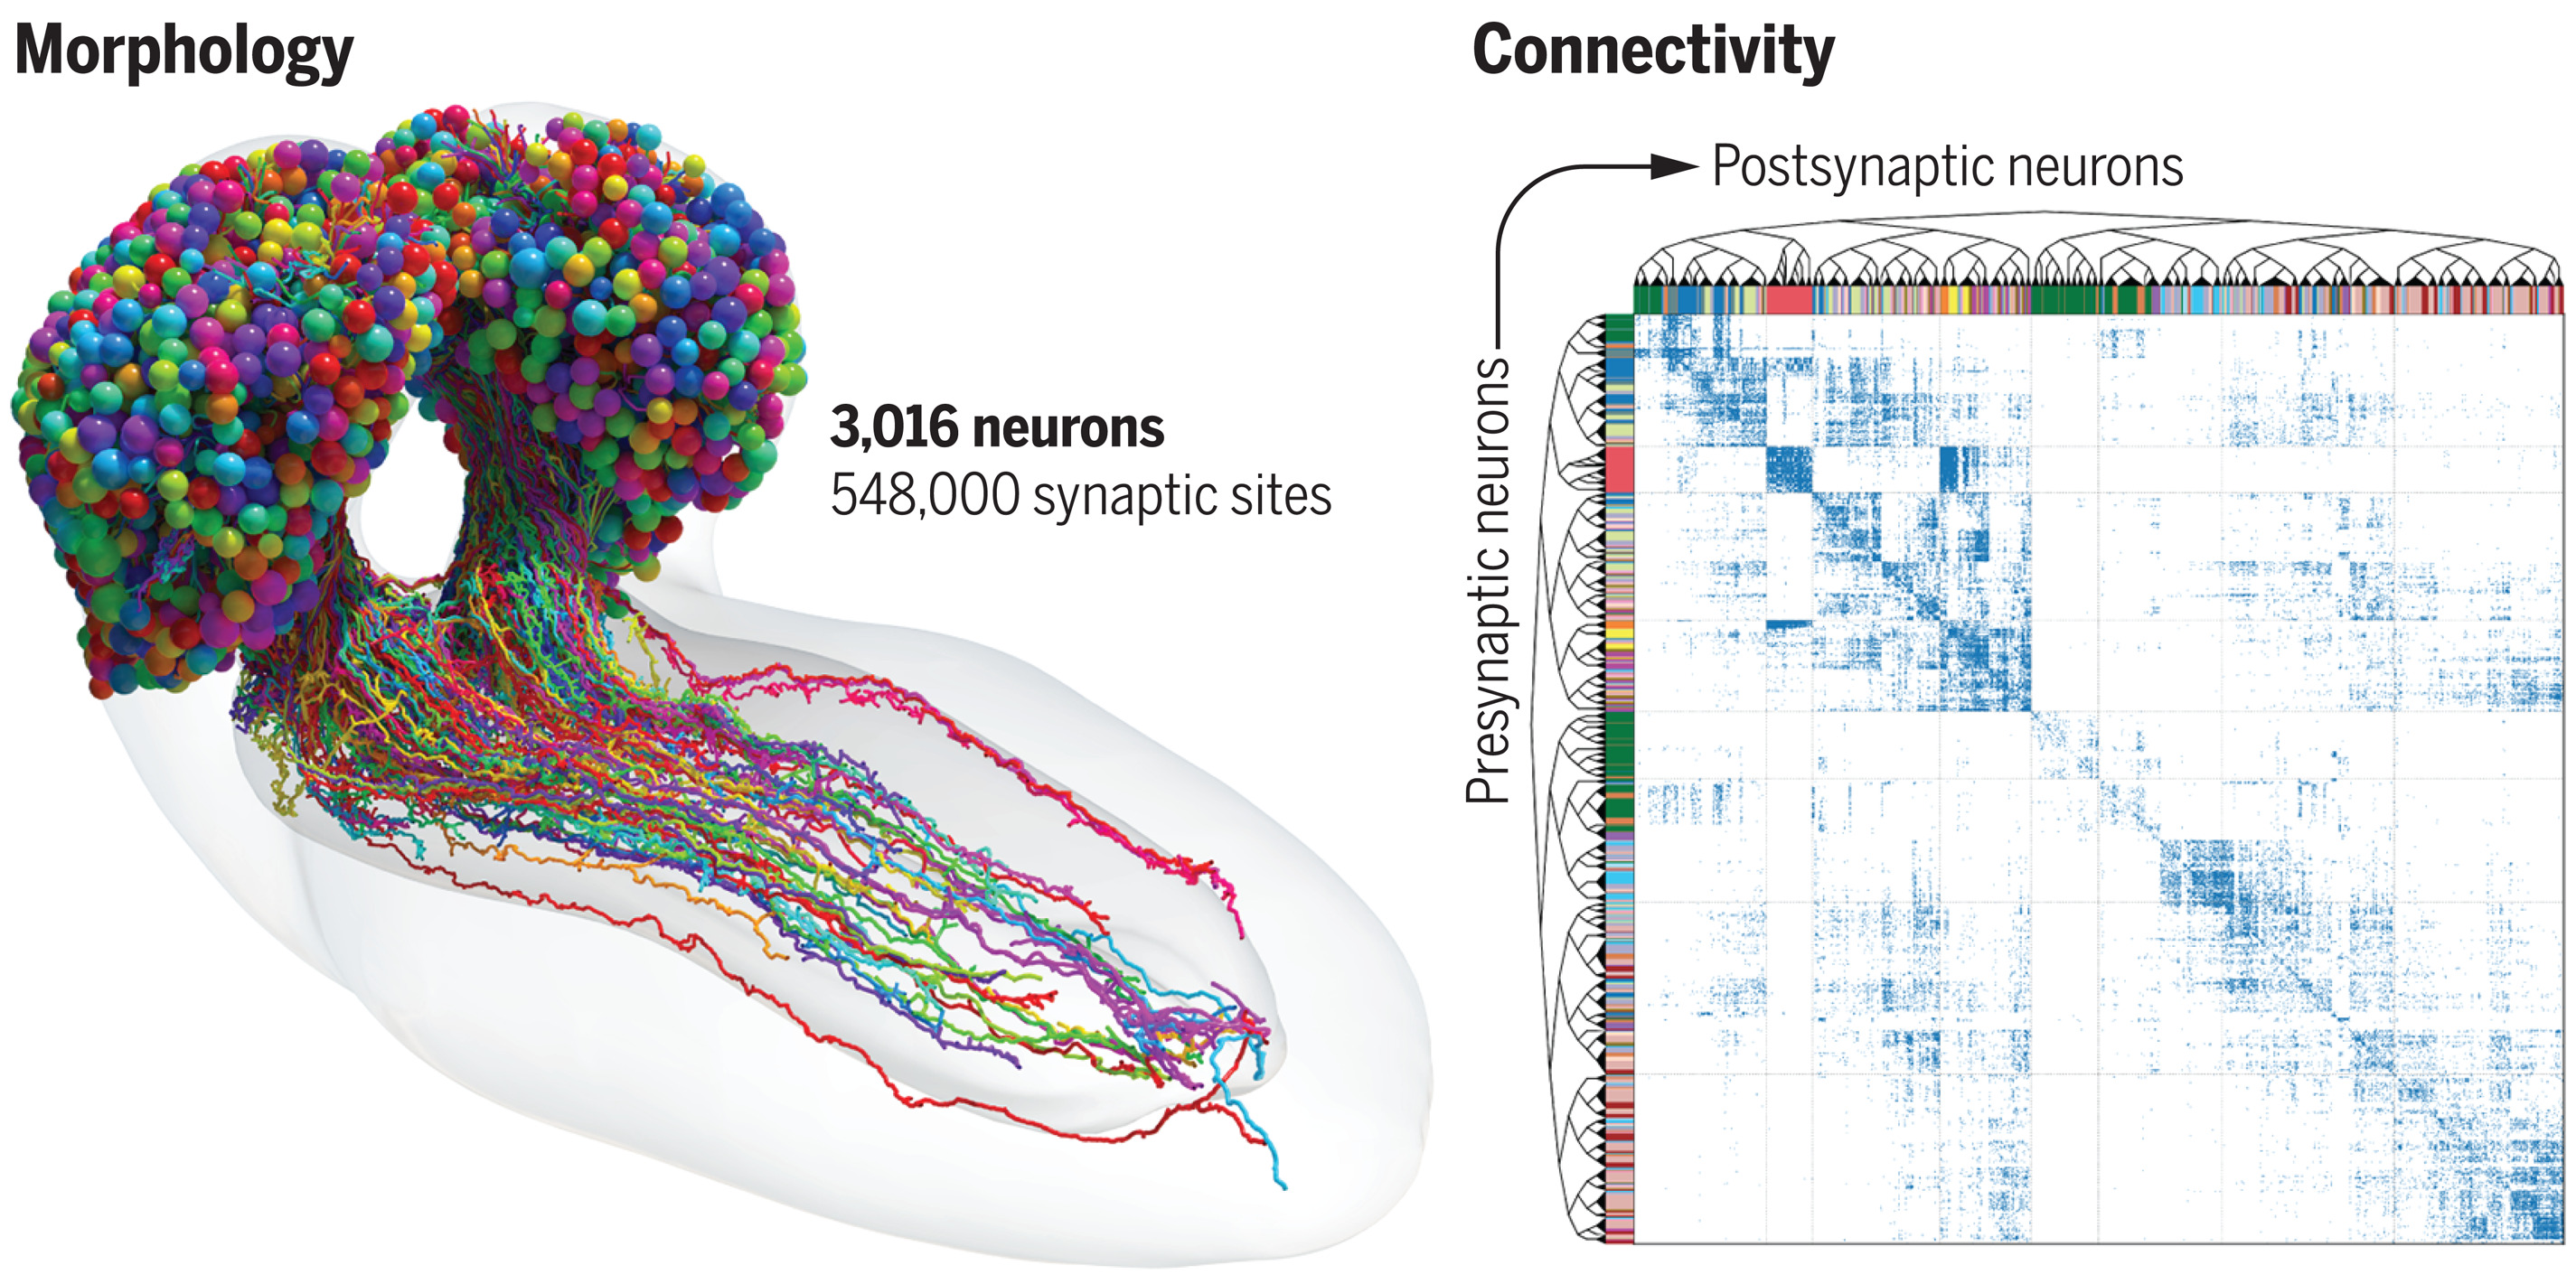 Morphology
3,016 neurons
548,000 synaptic sites
Connectivity
Postsynaptic neurons
Presynaptic neurons